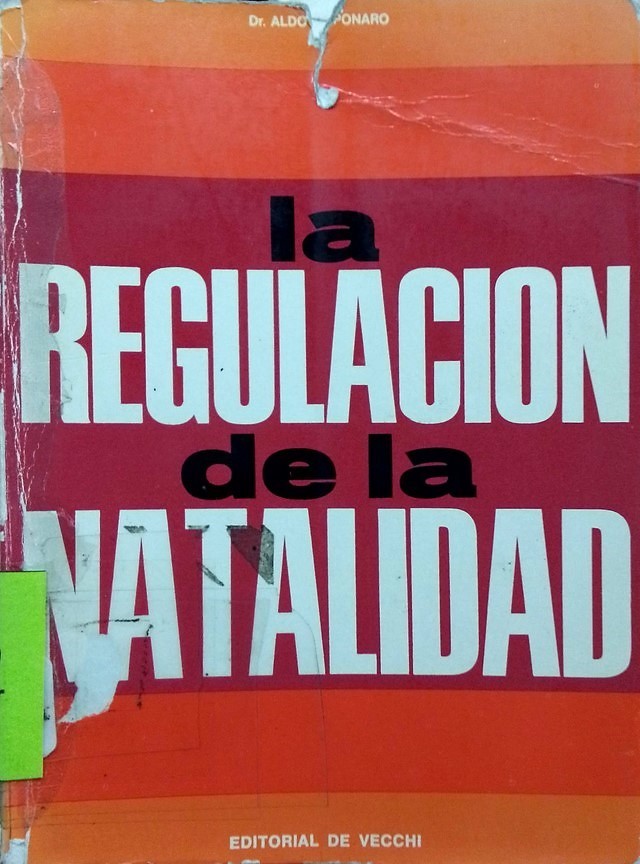 Dr. ALDO
la
REGULACION
de la
NATALIDAD
EDITORIAL DE VECCHI